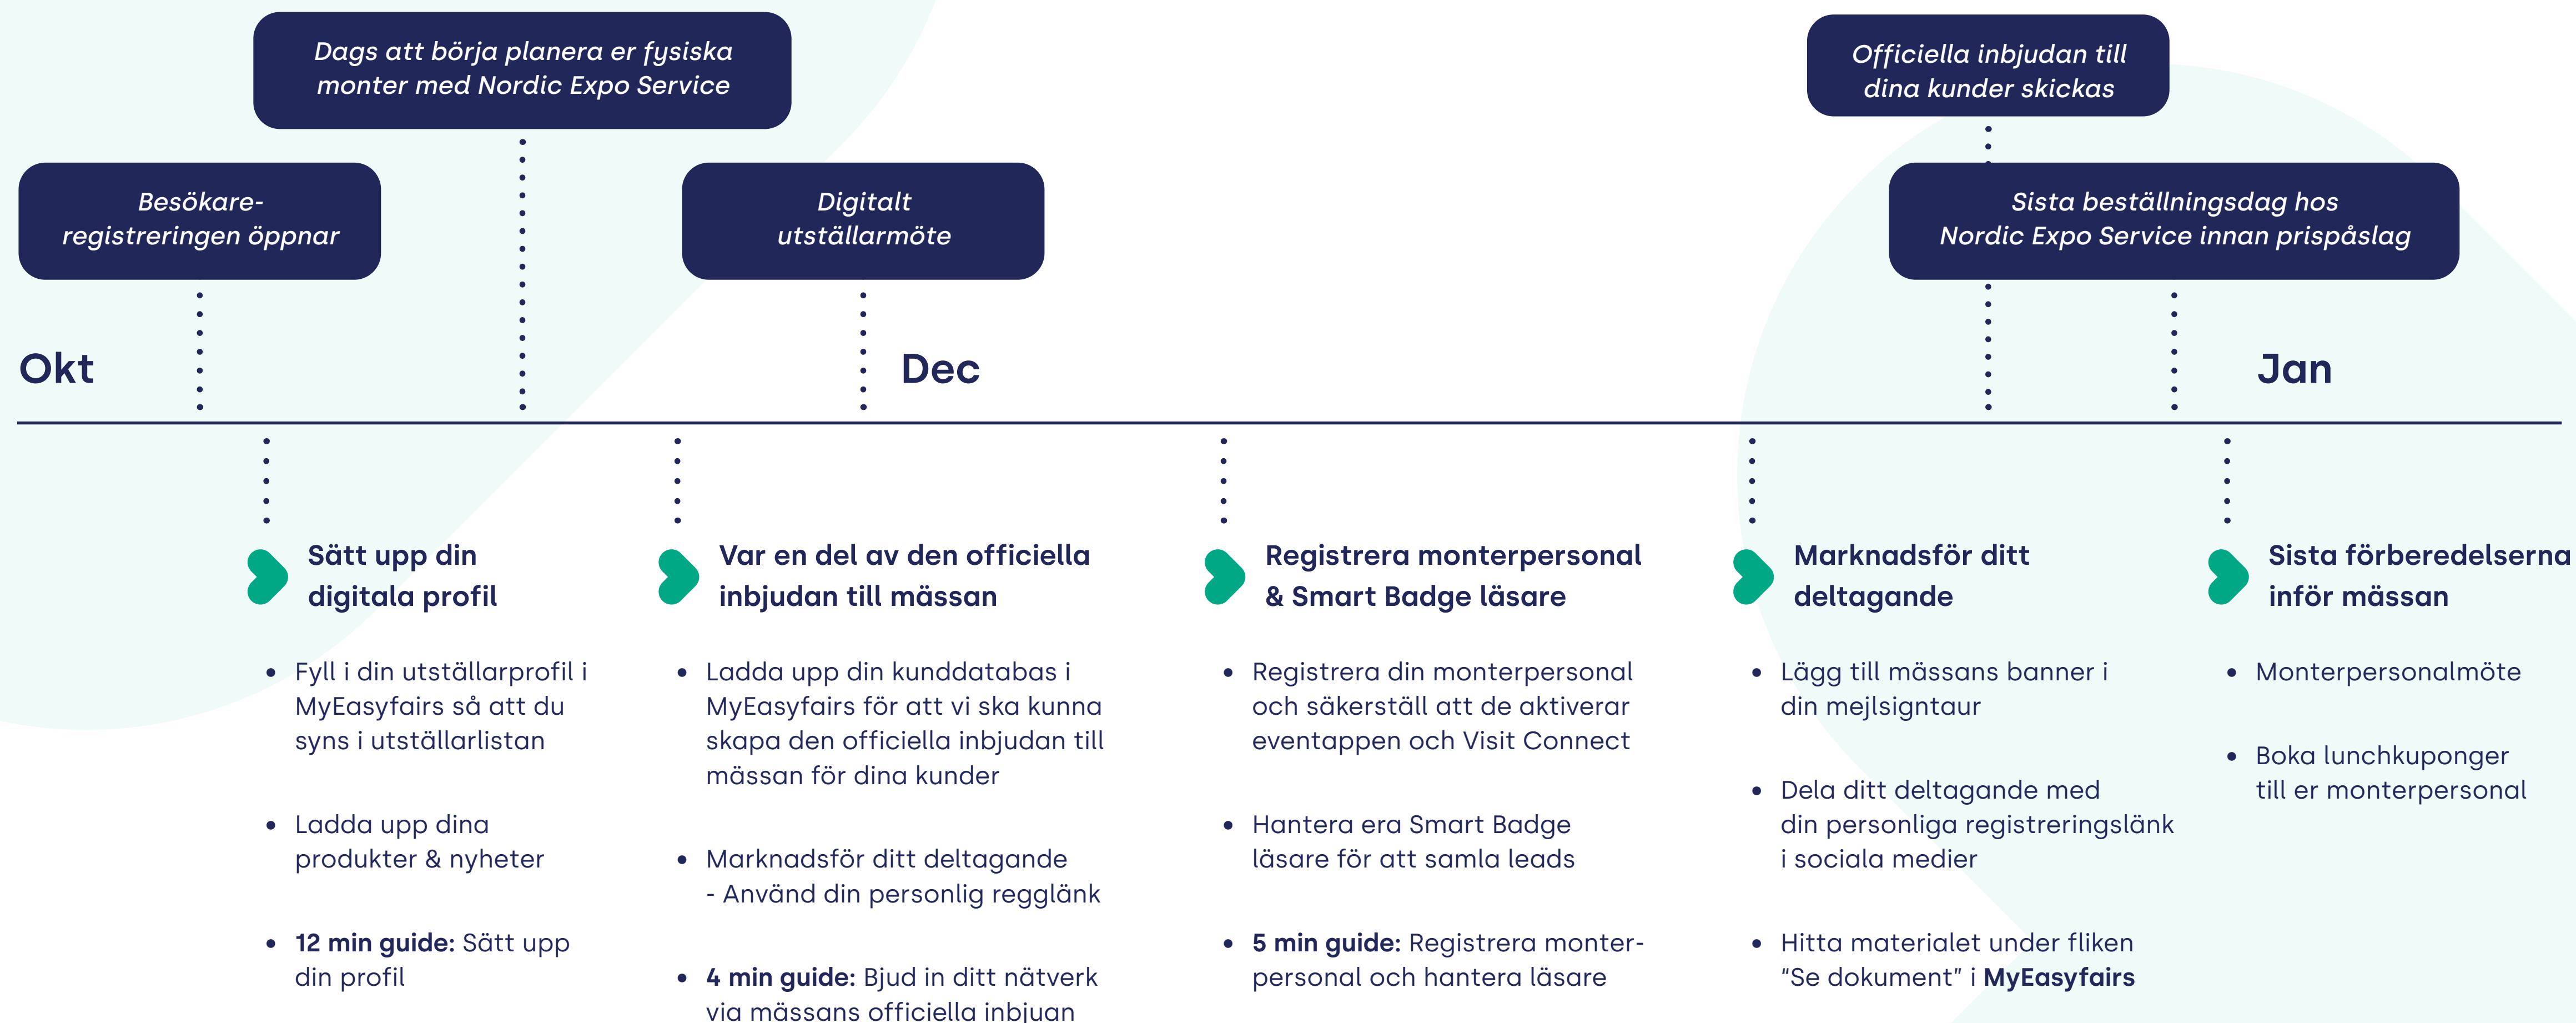 Dags att börja planera er fysiska
monter med Nordic Expo Service
Officiella inbjudan till
dina kunder skickas
Besökare-
registreringen öppnar
Digitalt
utställarmöte
Sista beställningsdag hos
Nordic Expo Service innan prispåslag
Okt
Dec
Jan
Sätt upp din
digitala profil
• Fyll i din utställarprofil i
MyEasyfairs så att du
syns i utställarlistan
• Ladda upp dina
produkter & nyheter
• 12 min guide: Sätt upp
din profil
Var en del av den officiella
inbjudan till mässan
• Ladda upp din kunddatabas i
MyEasyfairs för att vi ska kunna
skapa den officiella inbjudan till
mässan för dina kunder
• Marknadsför ditt deltagande
- Använd din personlig regglänk
• 4 min guide: Bjud in ditt nätverk
via mässans officiella inbjuan
Registrera monterpersonal
& Smart Badge läsare
• Registrera din monterpersonal
och säkerställ att de aktiverar
eventappen och Visit Connect
• Hantera era Smart Badge
läsare för att samla leads
• 5 min guide: Registrera monter-
personal och hantera läsare
Marknadsför ditt
deltagande
• Lägg till mässans banner i
din mejlsigntaur
• Dela ditt deltagande med
din personliga registreringslänk
i sociala medier
• Hitta materialet under fliken
“Se dokument” i MyEasyfairs
Sista förberedelserna
inför mässan
• Monterpersonalmöte
• Boka lunchkuponger
till er monterpersonal